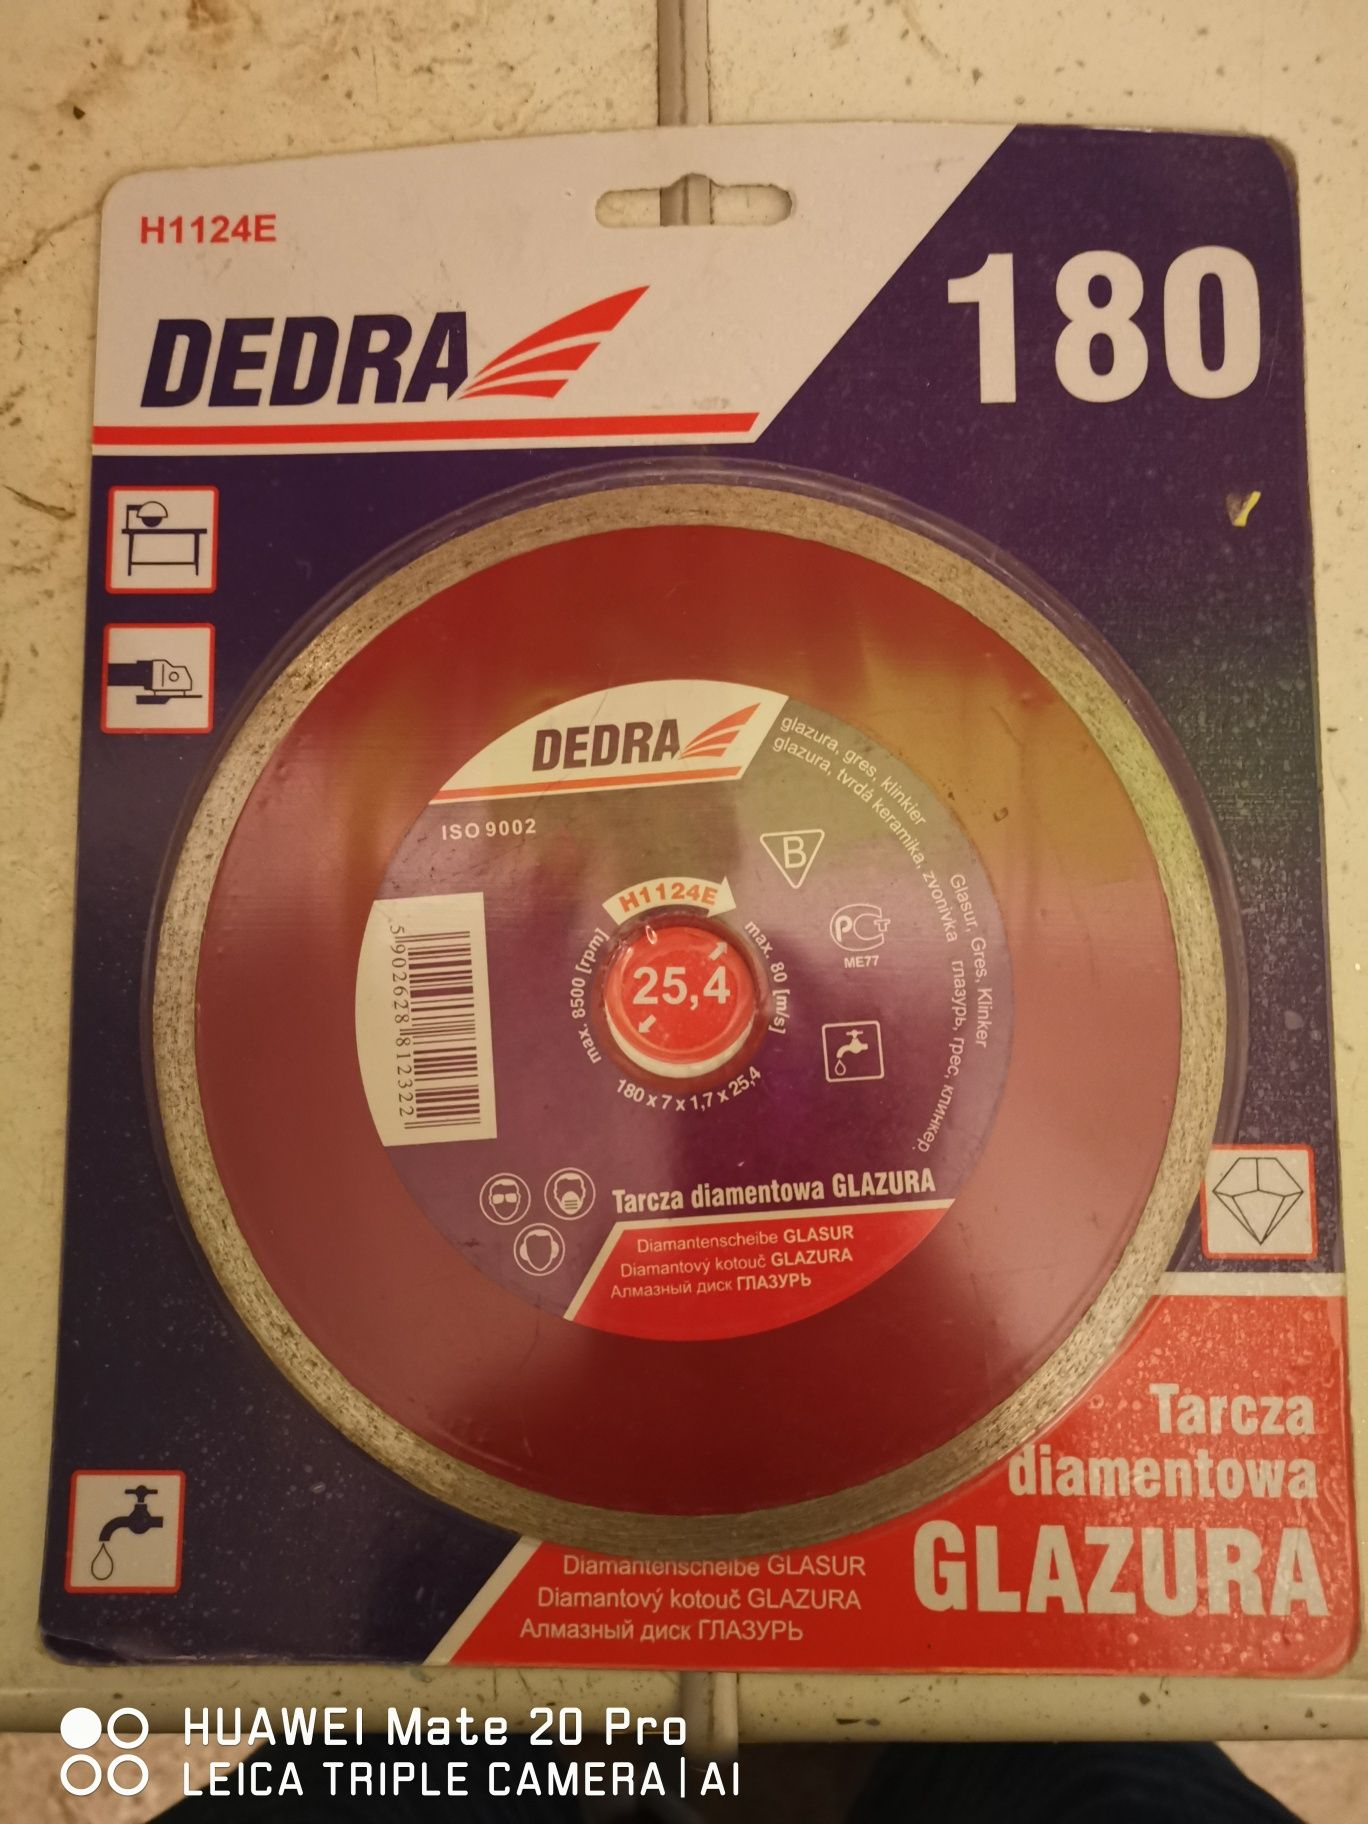 H1124E
DEDRA
180
DEDRA
glazura, gres, klinkier
glazura, tvrdá keramika, zvonivka
Glasur, Gres, Klinker
глазурь, грес, клинкер.
ISO 9002
B
H1124E
PC
ME77
5902628812322
max. 8500 [rpm]
25,4
max. 80 [m/s]
180 x 7 x 1,7 x 25,4
Tarcza diamentowa GLAZURA
Diamantenscheibe GLASUR
Diamantový kotouč GLAZURA
Алмазный диск ГЛАЗУРЬ
Tarcza
diamentowa
GLAZURA
Diamantenscheibe GLASUR
Diamantový kotouč GLAZURA
Алмазный диск ГЛАЗУРЬ
HUAWEI Mate 20 Pro
LEICA TRIPLE CAMERA | AI